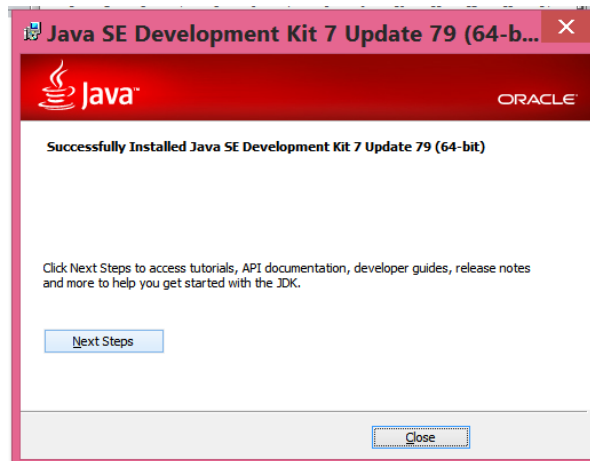 Java SE Development Kit 7 Update 79 (64-b...
Java™
ORACLE
Successfully Installed Java SE Development Kit 7 Update 79 (64-bit)
Click Next Steps to access tutorials, API documentation, developer guides, release notes
and more to help you get started with the JDK.
Next Steps
Close